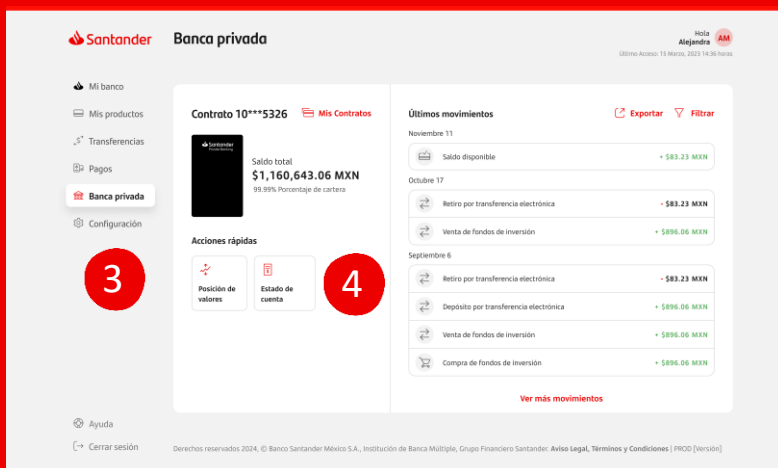 Santander
Banca privada
Hola
Alejandra
AM
Último Acceso: 15 Marzo, 2023 14:36 horas
Mi banco
Mis productos
Transferencias
Pagos
Banca privada
Configuración
3
Ayuda
Cerrar sesión
Contrato 10***5326
Mis Contratos
Santander
Private Banking
Saldo total
$1,160,643.06 MXN
99.99% Porcentaje de cartera
Acciones rápidas
Posición de
valores
Estado de
cuenta
4
Últimos movimientos
Exportar
Filtrar
Noviembre 11
Saldo disponible + $83.23 MXN
Octubre 17
Retiro por transferencia electrónica - $83.23 MXN
Venta de fondos de inversión + $896.06 MXN
Septiembre 6
Retiro por transferencia electrónica - $83.23 MXN
Depósito por transferencia electrónica + $896.06 MXN
Venta de fondos de inversión + $896.06 MXN
Compra de fondos de inversión + $896.06 MXN
Ver más movimientos
Derechos reservados 2024, © Banco Santander México S.A., Institución de Banca Múltiple, Grupo Financiero Santander. Aviso Legal, Términos y Condiciones | PROD [Versión]